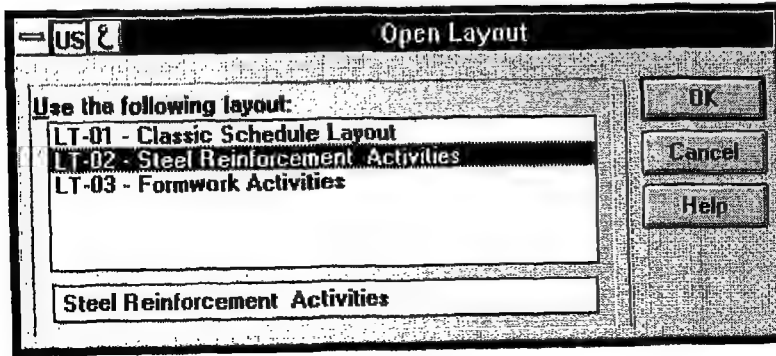 US ع Open Layout
Use the following layout:
LT-01 - Classic Schedule Layout
LT-02 - Steel Reinforcement Activities
LT-03 - Formwork Activities
Steel Reinforcement Activities
OK
Cancel
Help